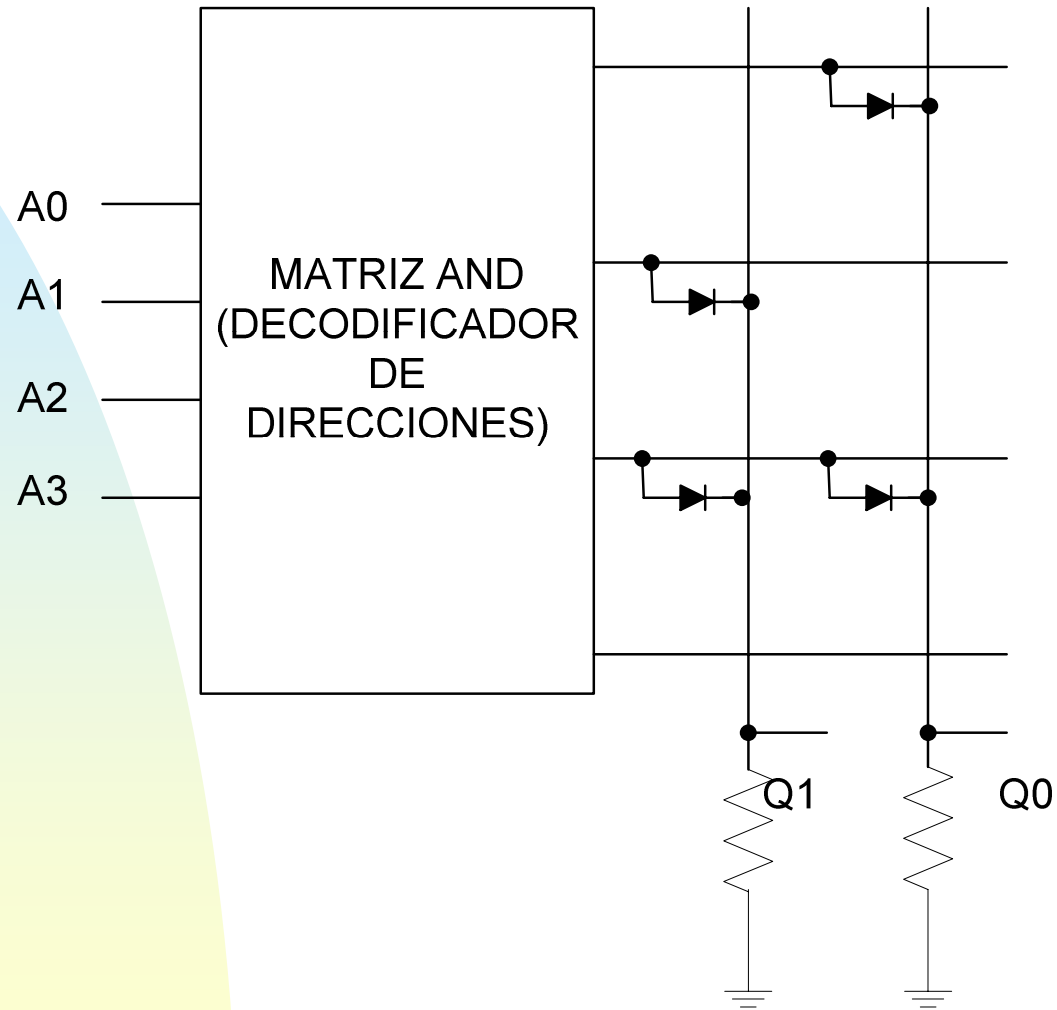 A0
A1
A2
A3
MATRIZ AND
(DECODIFICADOR
DE
DIRECCIONES)
Q1
Q0